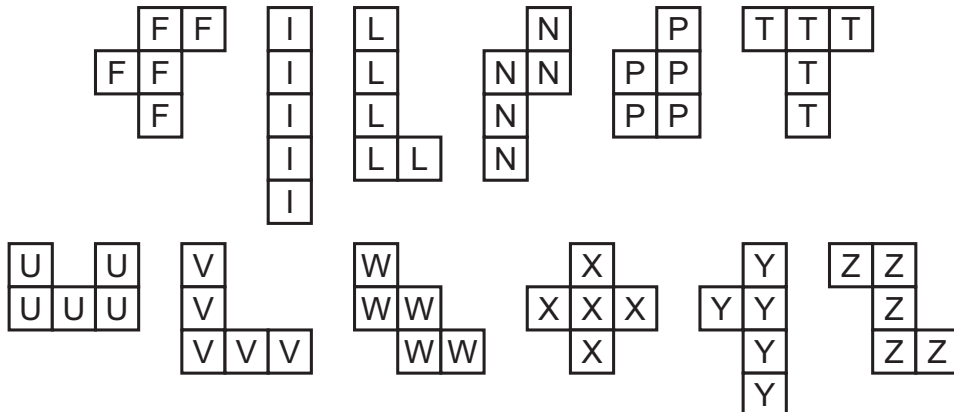 F F I L N P T T T
F F I L N N P P T
F I L N P P T
I L L N
I
U U V W X Y Z Z
U U U V W W X X X Y Y Z
V V V W W X Y Z Z
Y